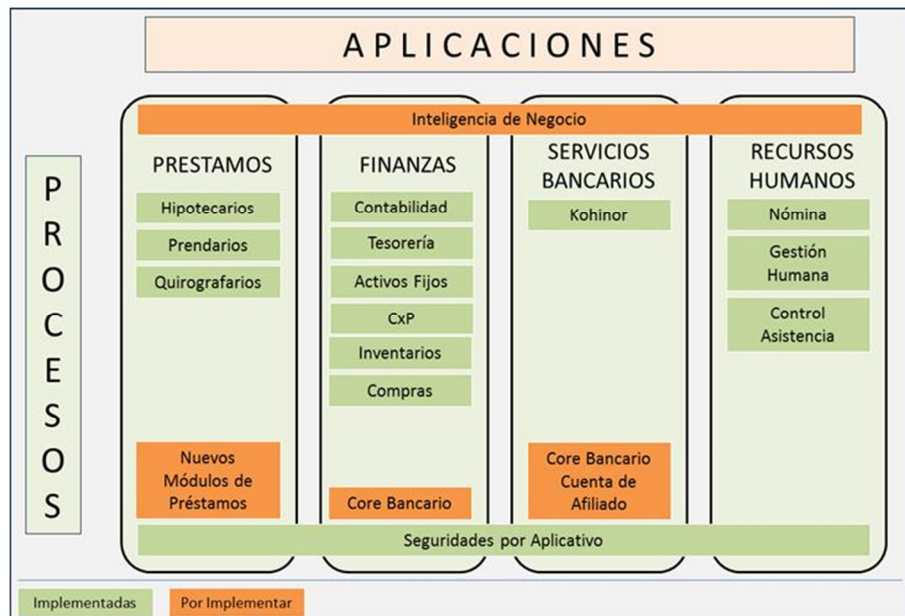 APLICACIONES
PROCESOS
Inteligencia de Negocio
PRESTAMOS
Hipotecarios
Prendarios
Quirografarios
Nuevos
Módulos de
Préstamos
FINANZAS
Contabilidad
Tesorería
Activos Fijos
CxP
Inventarios
Compras
Core Bancario
SERVICIOS
BANCARIOS
Kohinor
Core Bancario
Cuenta de
Afiliado
RECURSOS
HUMANOS
Nómina
Gestión
Humana
Control
Asistencia
Seguridades por Aplicativo
Implementadas
Por Implementar